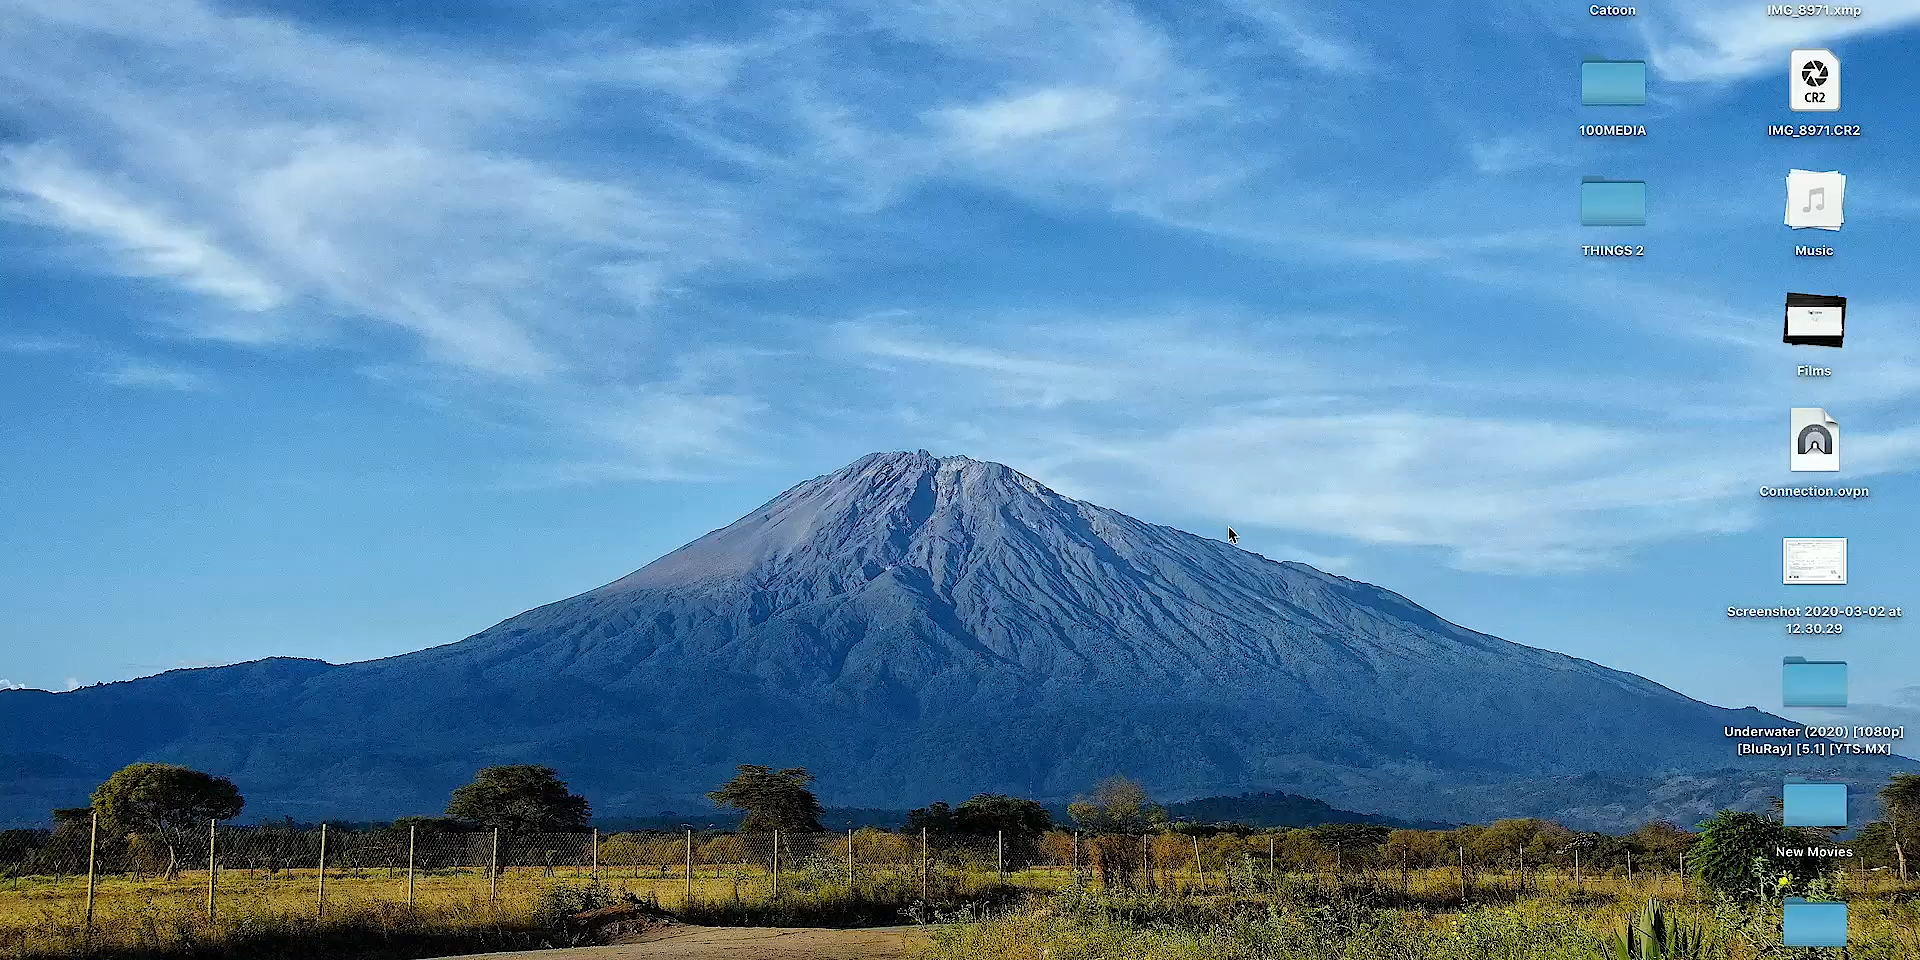 Catoon
IMG_8971.xmp
CR2
100MEDIA
IMG_8971.CR2
THINGS 2
Music
Films
Connection.ovpn
Screenshot 2020-03-02 at
12.30.29
Underwater (2020) [1080p]
[BluRay] [5.1] [YTS.MX]
New Movies